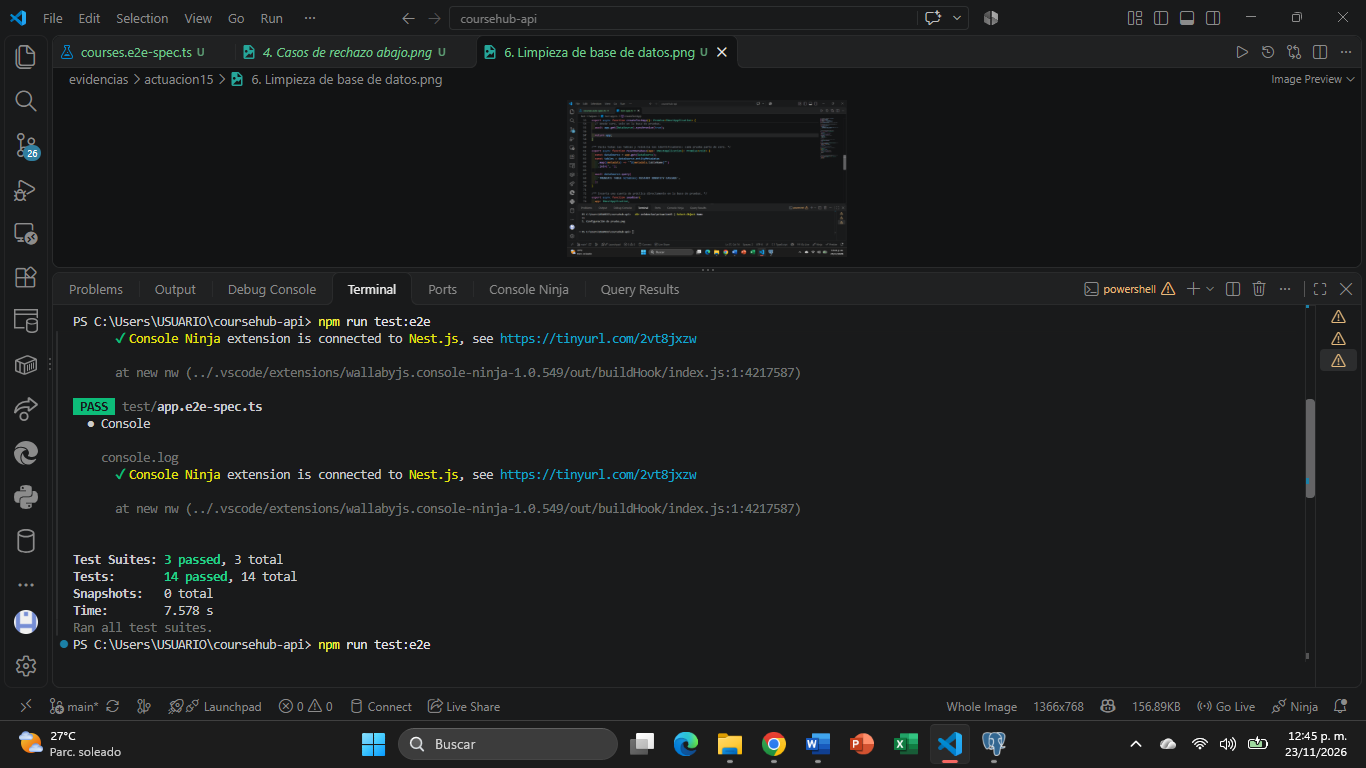 File Edit Selection View Go Run ··· coursehub-api
courses.e2e-spec.ts U 4. Casos de rechazo abajo.png U 6. Limpieza de base de datos.png U
evidencias > actuacion15 > 6. Limpieza de base de datos.png Image Preview
Problems Output Debug Console Terminal Ports Console Ninja Query Results powershell
PS C:\Users\USUARIO\coursehub-api> npm run test:e2e
✓ Console Ninja extension is connected to Nest.js, see https://tinyurl.com/2vt8jxzw
at new nw (../.vscode/extensions/wallabyjs.console-ninja-1.0.549/out/buildHook/index.js:1:4217587)
PASS test/app.e2e-spec.ts
● Console
console.log
✓ Console Ninja extension is connected to Nest.js, see https://tinyurl.com/2vt8jxzw
at new nw (../.vscode/extensions/wallabyjs.console-ninja-1.0.549/out/buildHook/index.js:1:4217587)
Test Suites: 3 passed, 3 total
Tests: 14 passed, 14 total
Snapshots: 0 total
Time: 7.578 s
Ran all test suites.
PS C:\Users\USUARIO\coursehub-api> npm run test:e2e
26
main* Launchpad 0 0 Connect Live Share Whole Image 1366x768 156.89KB Go Live Ninja
27°C
Parc. soleado
Buscar
12:45 p. m.
23/11/2026